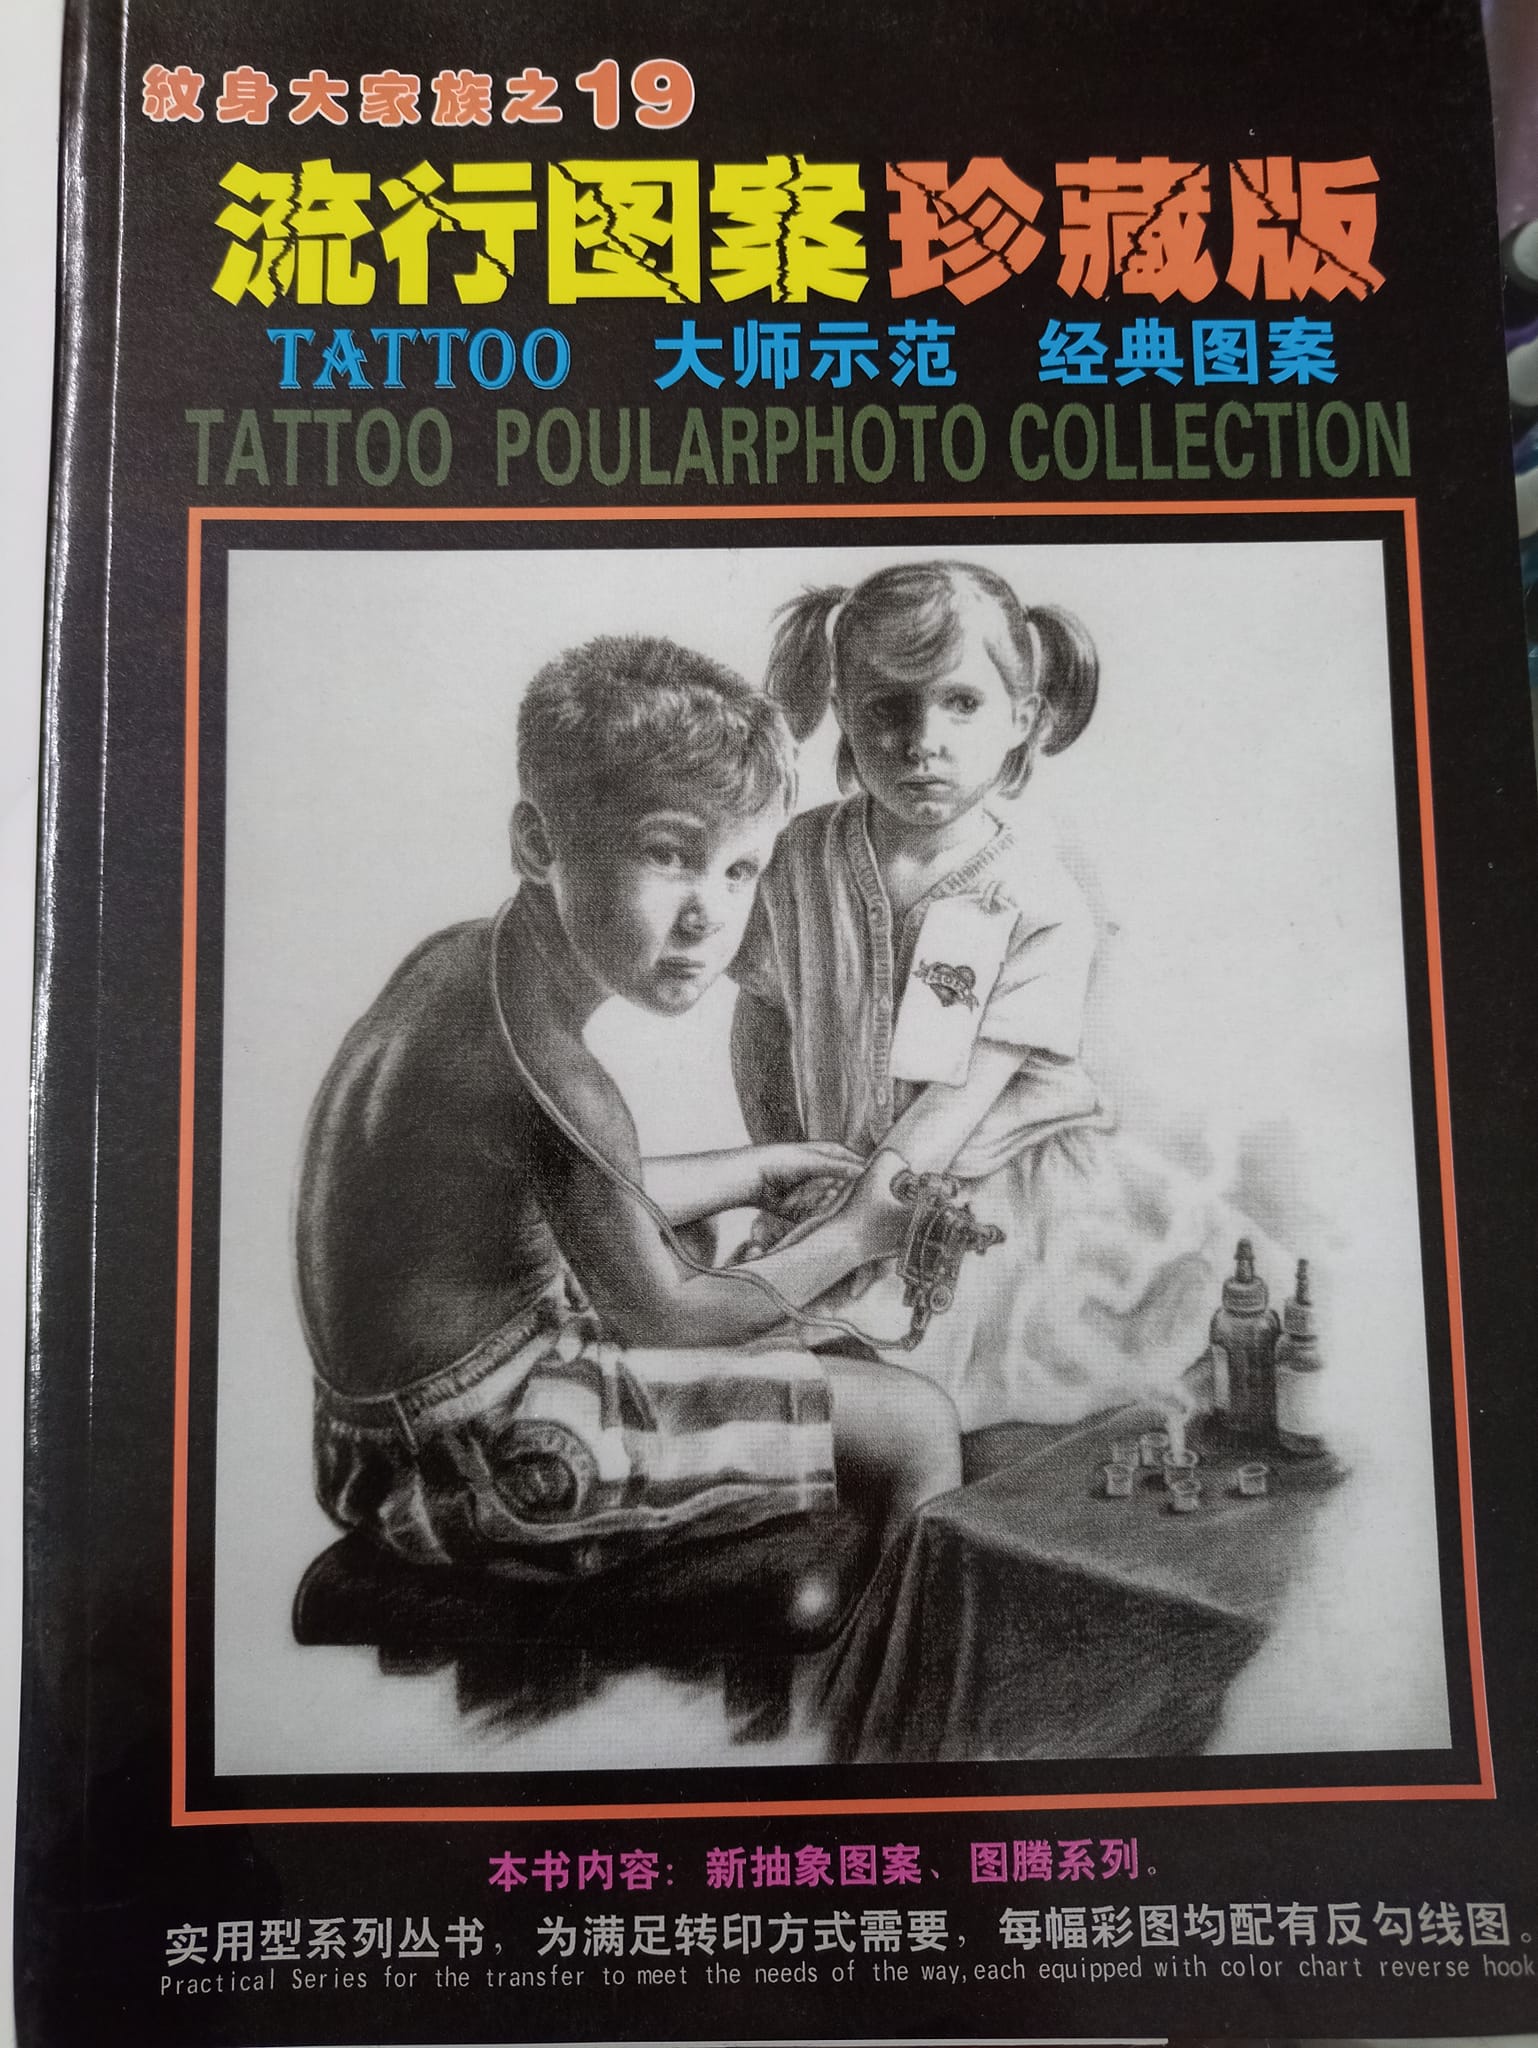 紋身大家族之19
流行图案珍藏版
TATTOO 大师示范 经典图案
TATTOO POULARPHOTO COLLECTION
本书内容：新抽象图案、图腾系列。
实用型系列丛书，为满足转印方式需要，每幅彩图均配有反勾线图。
Practical Series for the transfer to meet the needs of the way,each equipped with color chart reverse hook